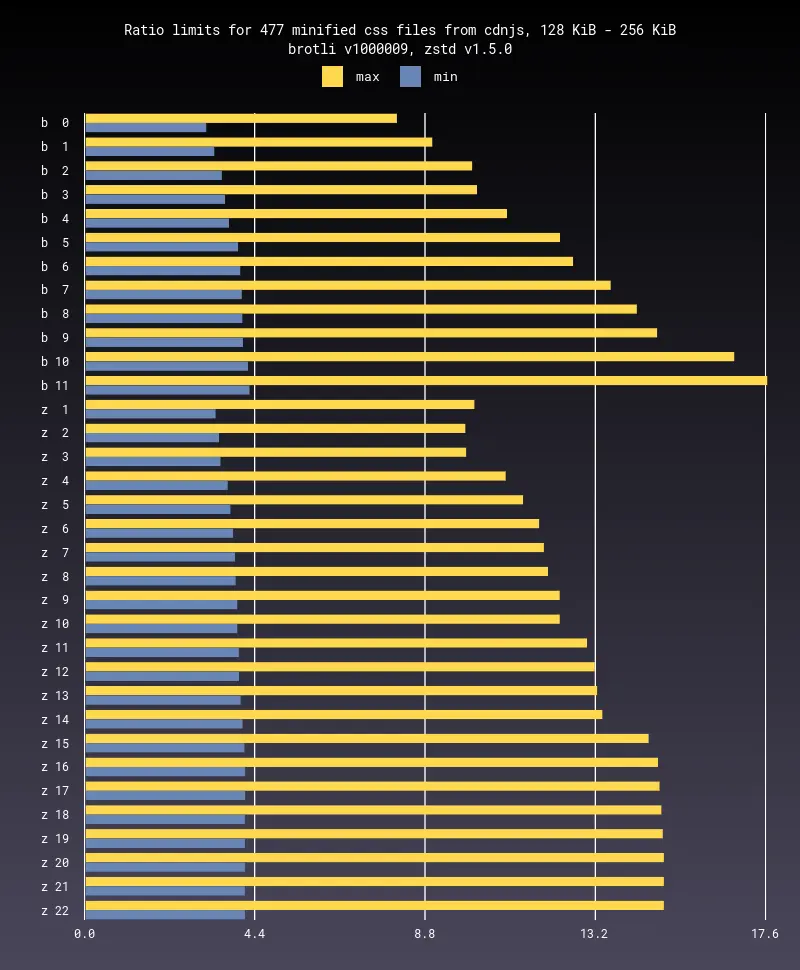 Ratio limits for 477 minified css files from cdnjs, 128 KiB - 256 KiB
brotli v1000009, zstd v1.5.0
max min
b 0
b 1
b 2
b 3
b 4
b 5
b 6
b 7
b 8
b 9
b 10
b 11
z 1
z 2
z 3
z 4
z 5
z 6
z 7
z 8
z 9
z 10
z 11
z 12
z 13
z 14
z 15
z 16
z 17
z 18
z 19
z 20
z 21
z 22
0.0 4.4 8.8 13.2 17.6